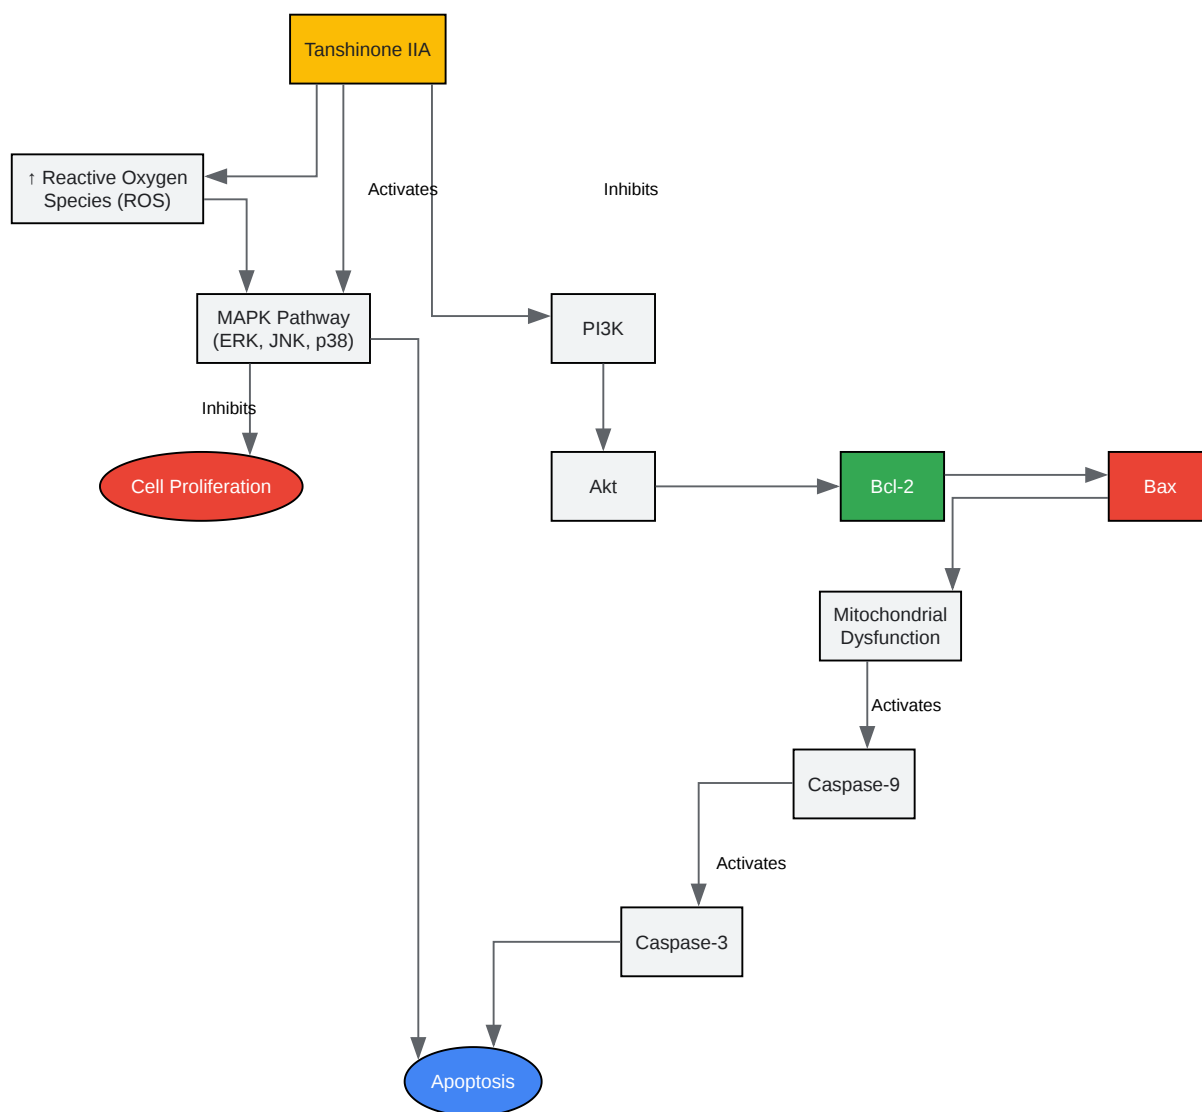 Tanshinone IIA
↑ Reactive Oxygen
Species (ROS)
Activates
Inhibits
MAPK Pathway
(ERK, JNK, p38)
PI3K
Inhibits
Cell Proliferation
Akt
Bcl-2
Bax
Mitochondrial
Dysfunction
Activates
Caspase-9
Activates
Caspase-3
Apoptosis